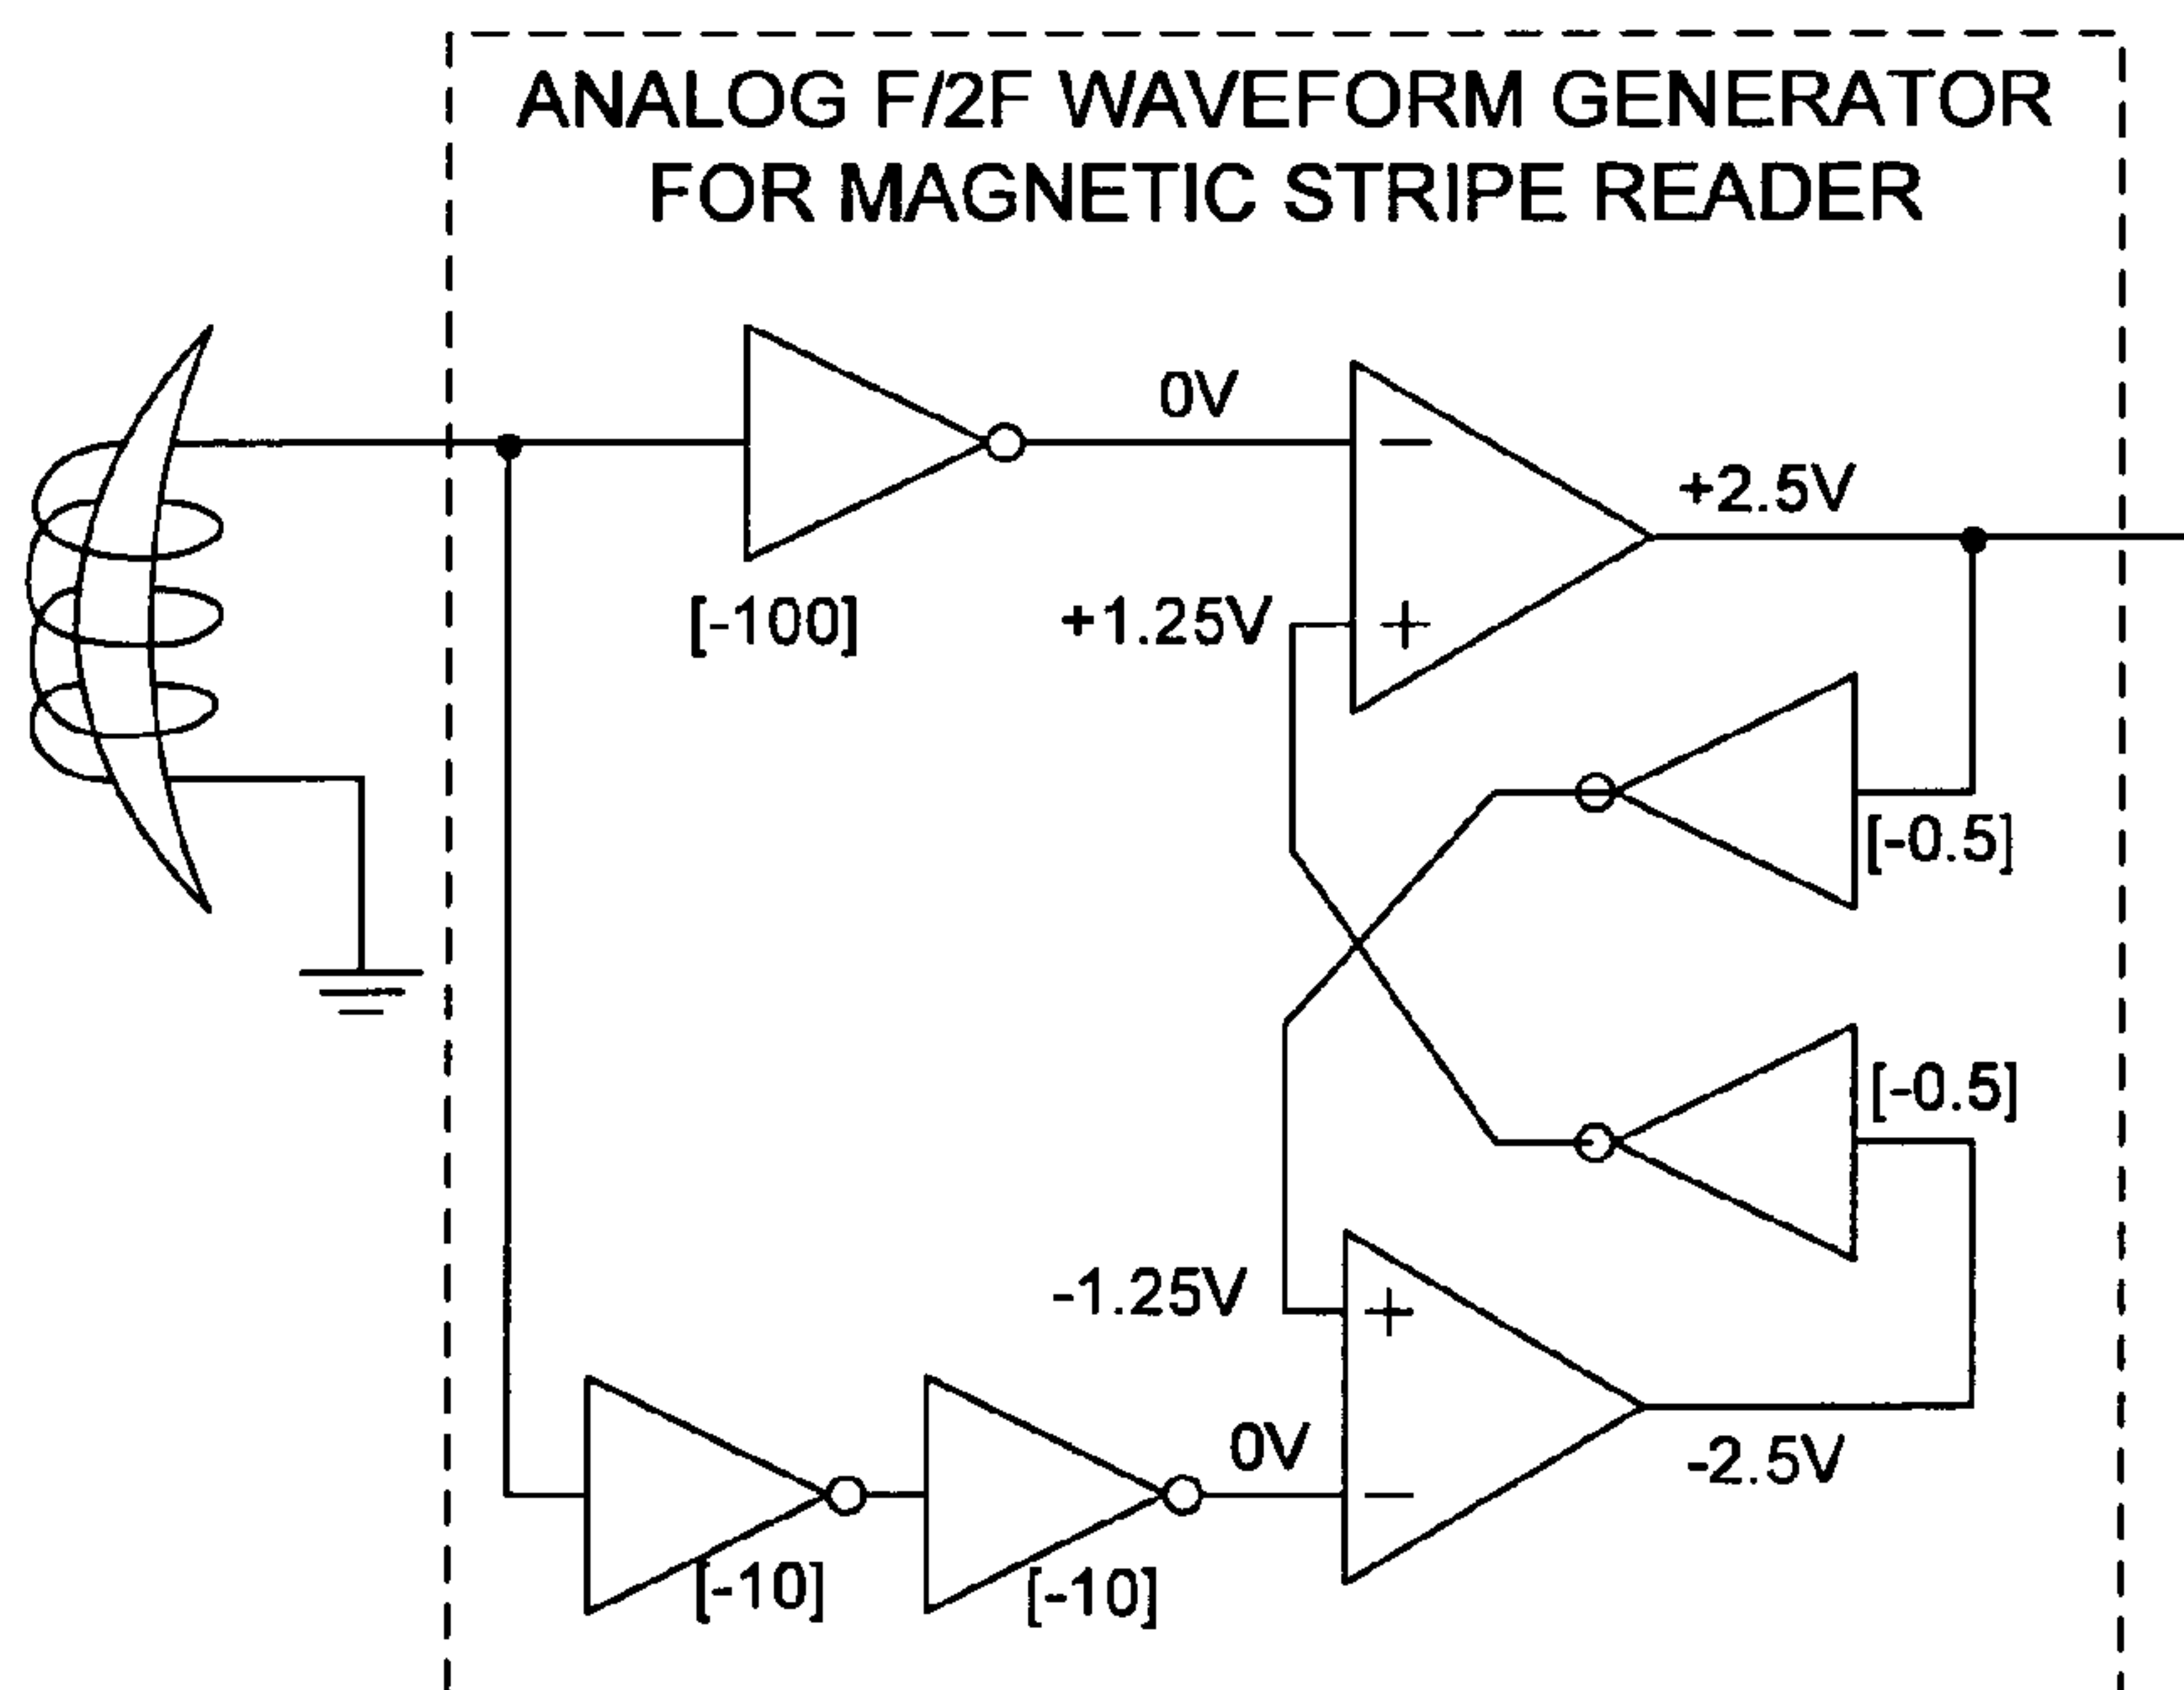 ANALOG F/2F WAVEFORM GENERATOR
FOR MAGNETIC STRIPE READER
0V
+2.5V
[-100]
+1.25V
[-0.5]
[-0.5]
-1.25V
0V
-2.5V
[-10]
[-10]